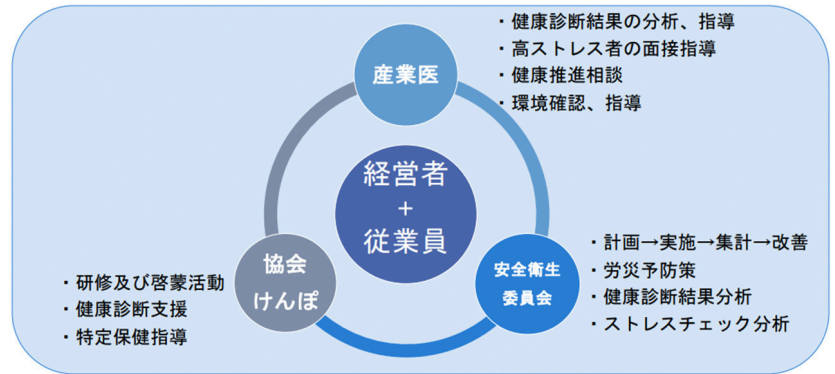 産業医
・健康診断結果の分析、指導
・高ストレス者の面接指導
・健康推進相談
・環境確認、指導
経営者
+
従業員
協会
けんぽ
・研修及び啓蒙活動
・健康診断支援
・特定保健指導
安全衛生
委員会
・計画→実施→集計→改善
・労災予防策
・健康診断結果分析
・ストレスチェック分析